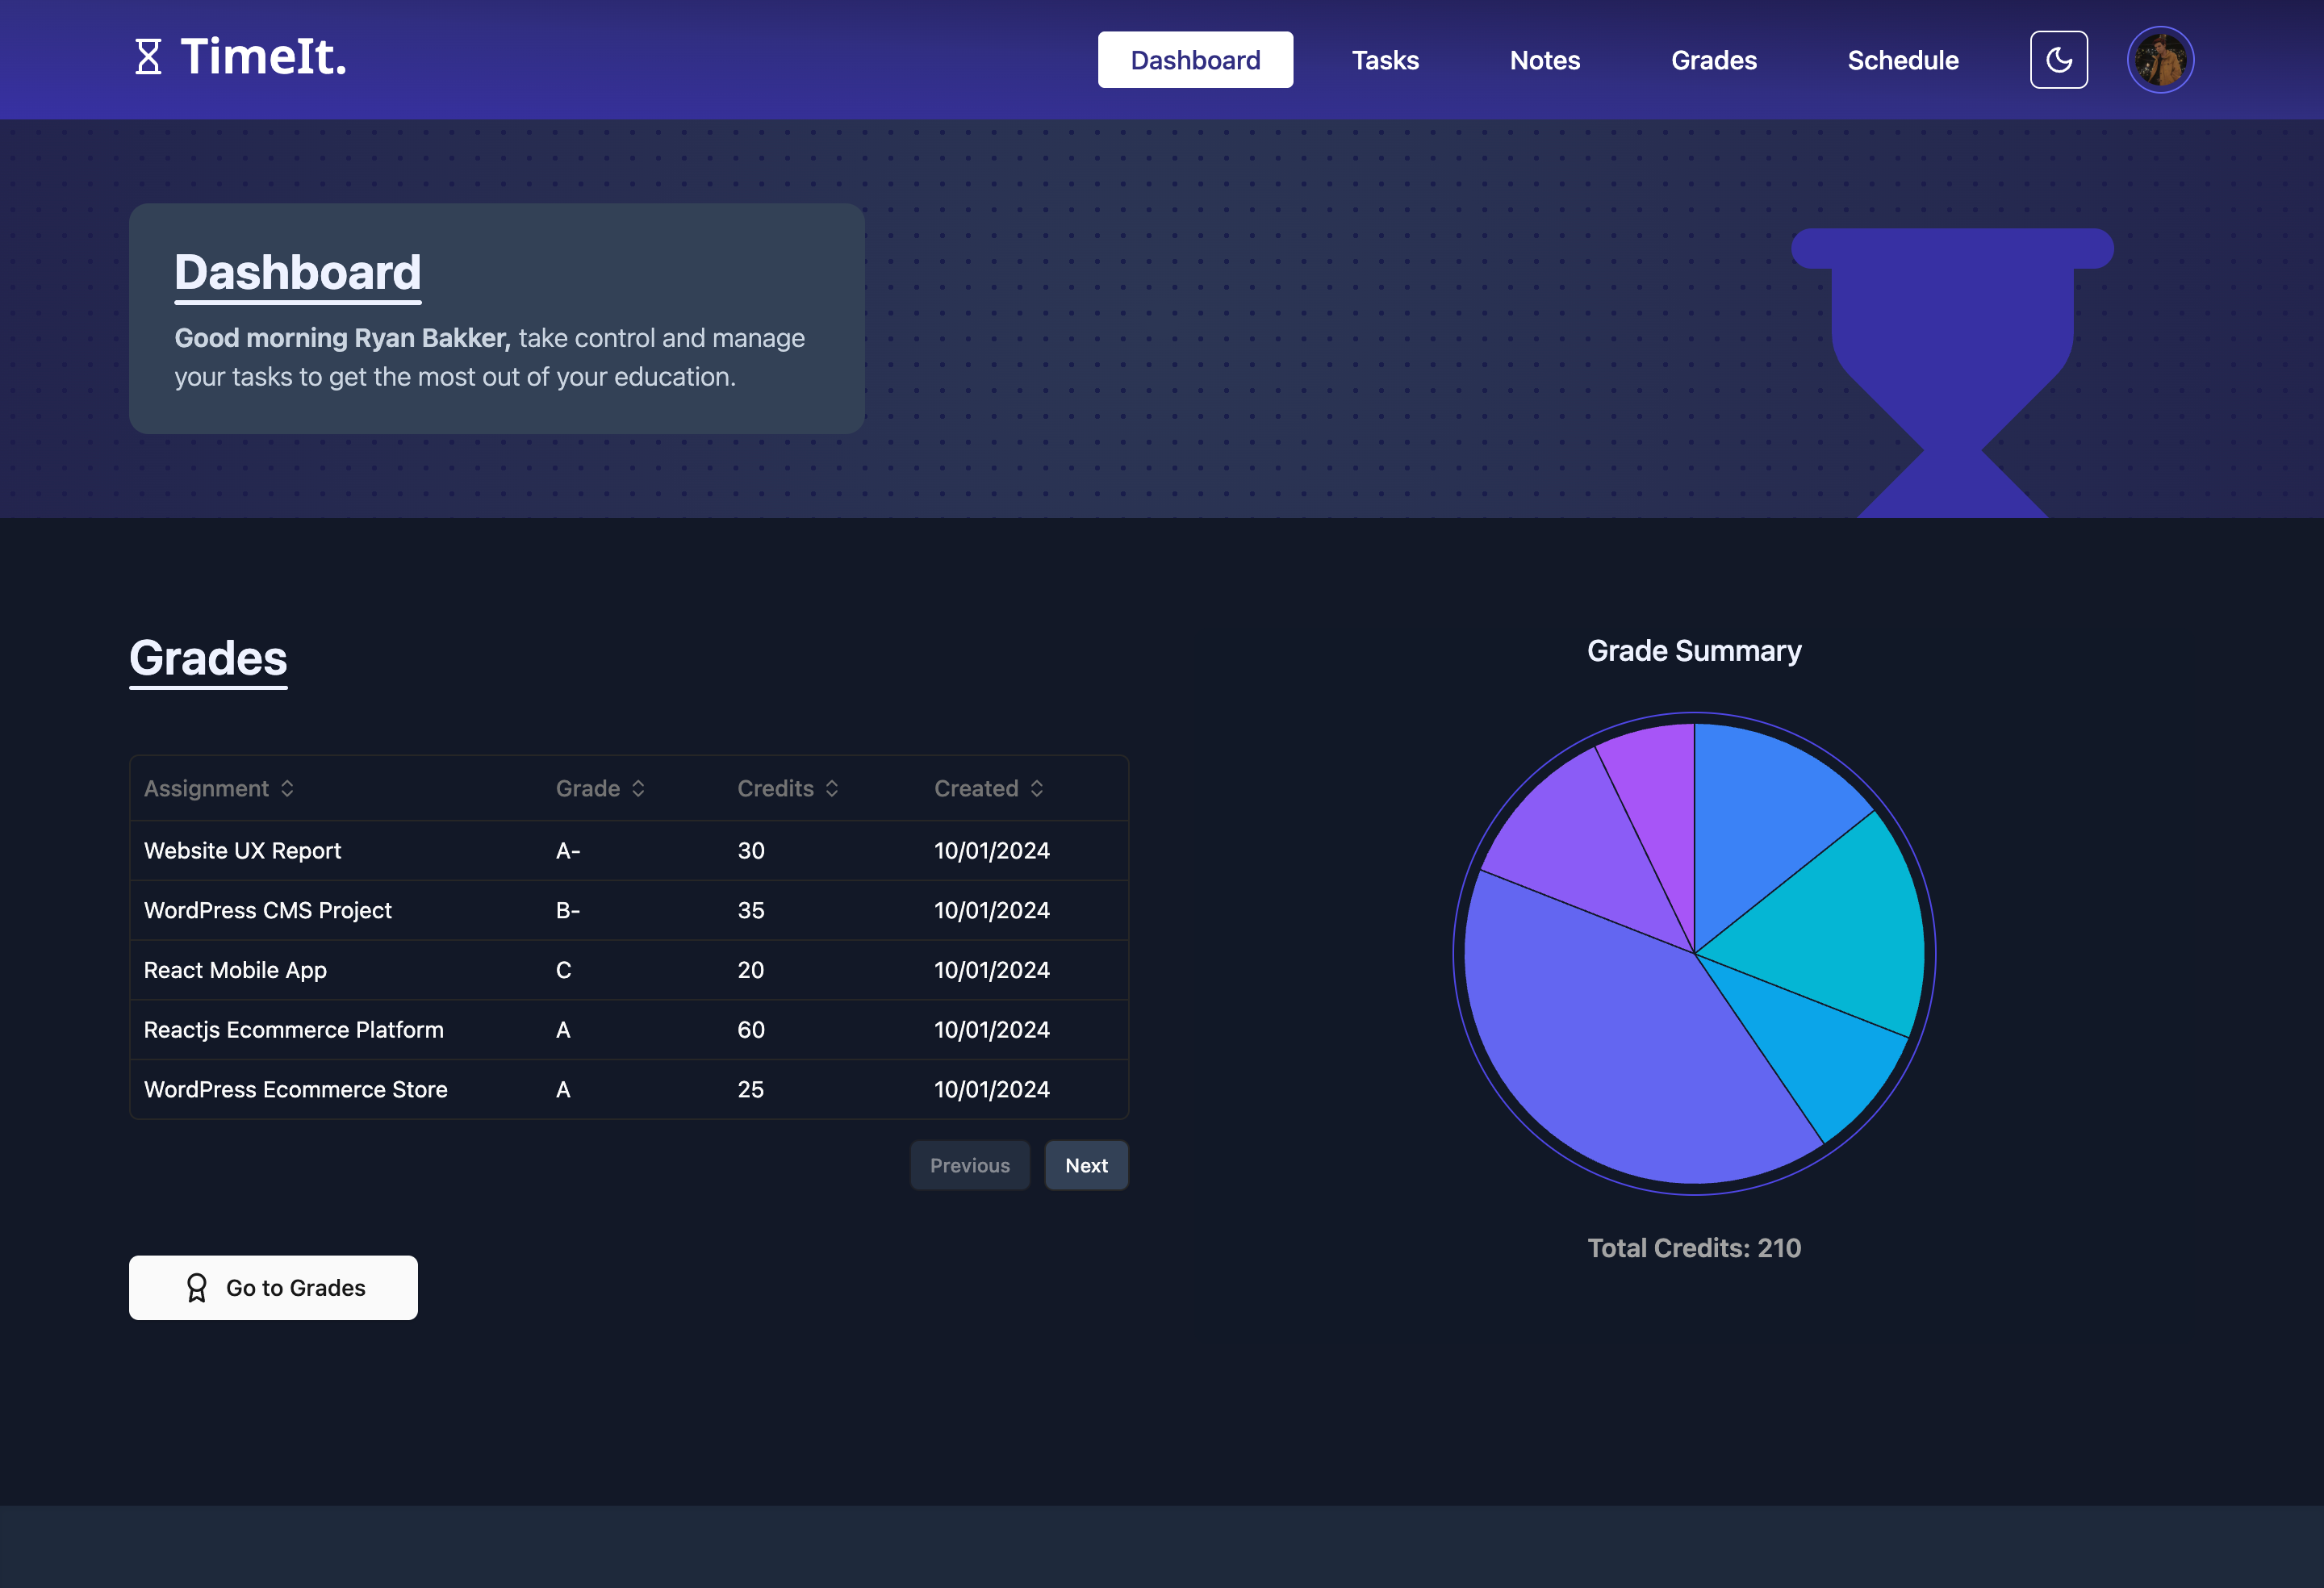 TimeIt.
Dashboard
Tasks
Notes
Grades
Schedule
Dashboard
Good morning Ryan Bakker, take control and manage
your tasks to get the most out of your education.
Grades
Assignment Grade Credits Created
Website UX Report A- 30 10/01/2024
WordPress CMS Project B- 35 10/01/2024
React Mobile App C 20 10/01/2024
Reactjs Ecommerce Platform A 60 10/01/2024
WordPress Ecommerce Store A 25 10/01/2024
Previous
Next
Go to Grades
Grade Summary
Total Credits: 210